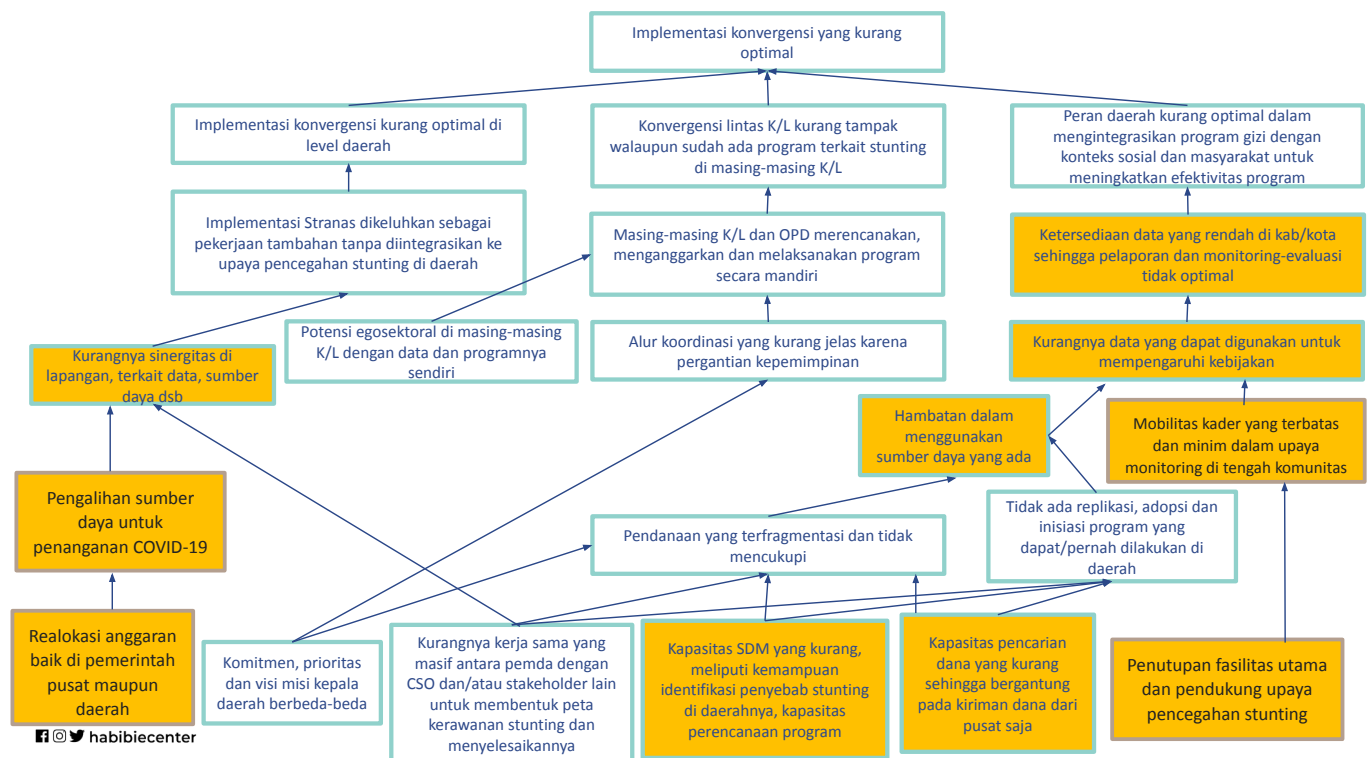 Implementasi konvergensi yang kurang
optimal
Implementasi konvergensi kurang optimal di
level daerah
Konvergensi lintas K/L kurang tampak
walaupun sudah ada program terkait stunting
di masing-masing K/L
Peran daerah kurang optimal dalam
mengintegrasikan program gizi dengan
konteks sosial dan masyarakat untuk
meningkatkan efektivitas program
Implementasi Stranas dikeluhkan sebagai
pekerjaan tambahan tanpa diintegrasikan ke
upaya pencegahan stunting di daerah
Masing-masing K/L dan OPD merencanakan,
menganggarkan dan melaksanakan program
secara mandiri
Ketersediaan data yang rendah di kab/kota
sehingga pelaporan dan monitoring-evaluasi
tidak optimal
Kurangnya sinergitas di
lapangan, terkait data, sumber
daya dsb
Potensi egosektoral di masing-masing
K/L dengan data dan programnya
sendiri
Alur koordinasi yang kurang jelas karena
pergantian kepemimpinan
Kurangnya data yang dapat digunakan untuk
mempengaruhi kebijakan
Hambatan dalam
menggunakan
sumber daya yang ada
Mobilitas kader yang terbatas
dan minim dalam upaya
monitoring di tengah komunitas
Pengalihan sumber
daya untuk
penanganan COVID-19
Pendanaan yang terfragmentasi dan tidak
mencukupi
Tidak ada replikasi, adopsi dan
inisiasi program yang
dapat/pernah dilakukan di
daerah
Realokasi anggaran
baik di pemerintah
pusat maupun
daerah
Komitmen, prioritas
dan visi misi kepala
daerah berbeda-beda
Kurangnya kerja sama yang
masif antara pemda dengan
CSO dan/atau stakeholder lain
untuk membentuk peta
kerawanan stunting dan
menyelesaikannya
Kapasitas SDM yang kurang,
meliputi kemampuan
identifikasi penyebab stunting
di daerahnya, kapasitas
perencanaan program
Kapasitas pencarian
dana yang kurang
sehingga bergantung
pada kiriman dana dari
pusat saja
Penutupan fasilitas utama
dan pendukung upaya
pencegahan stunting
habibiecenter